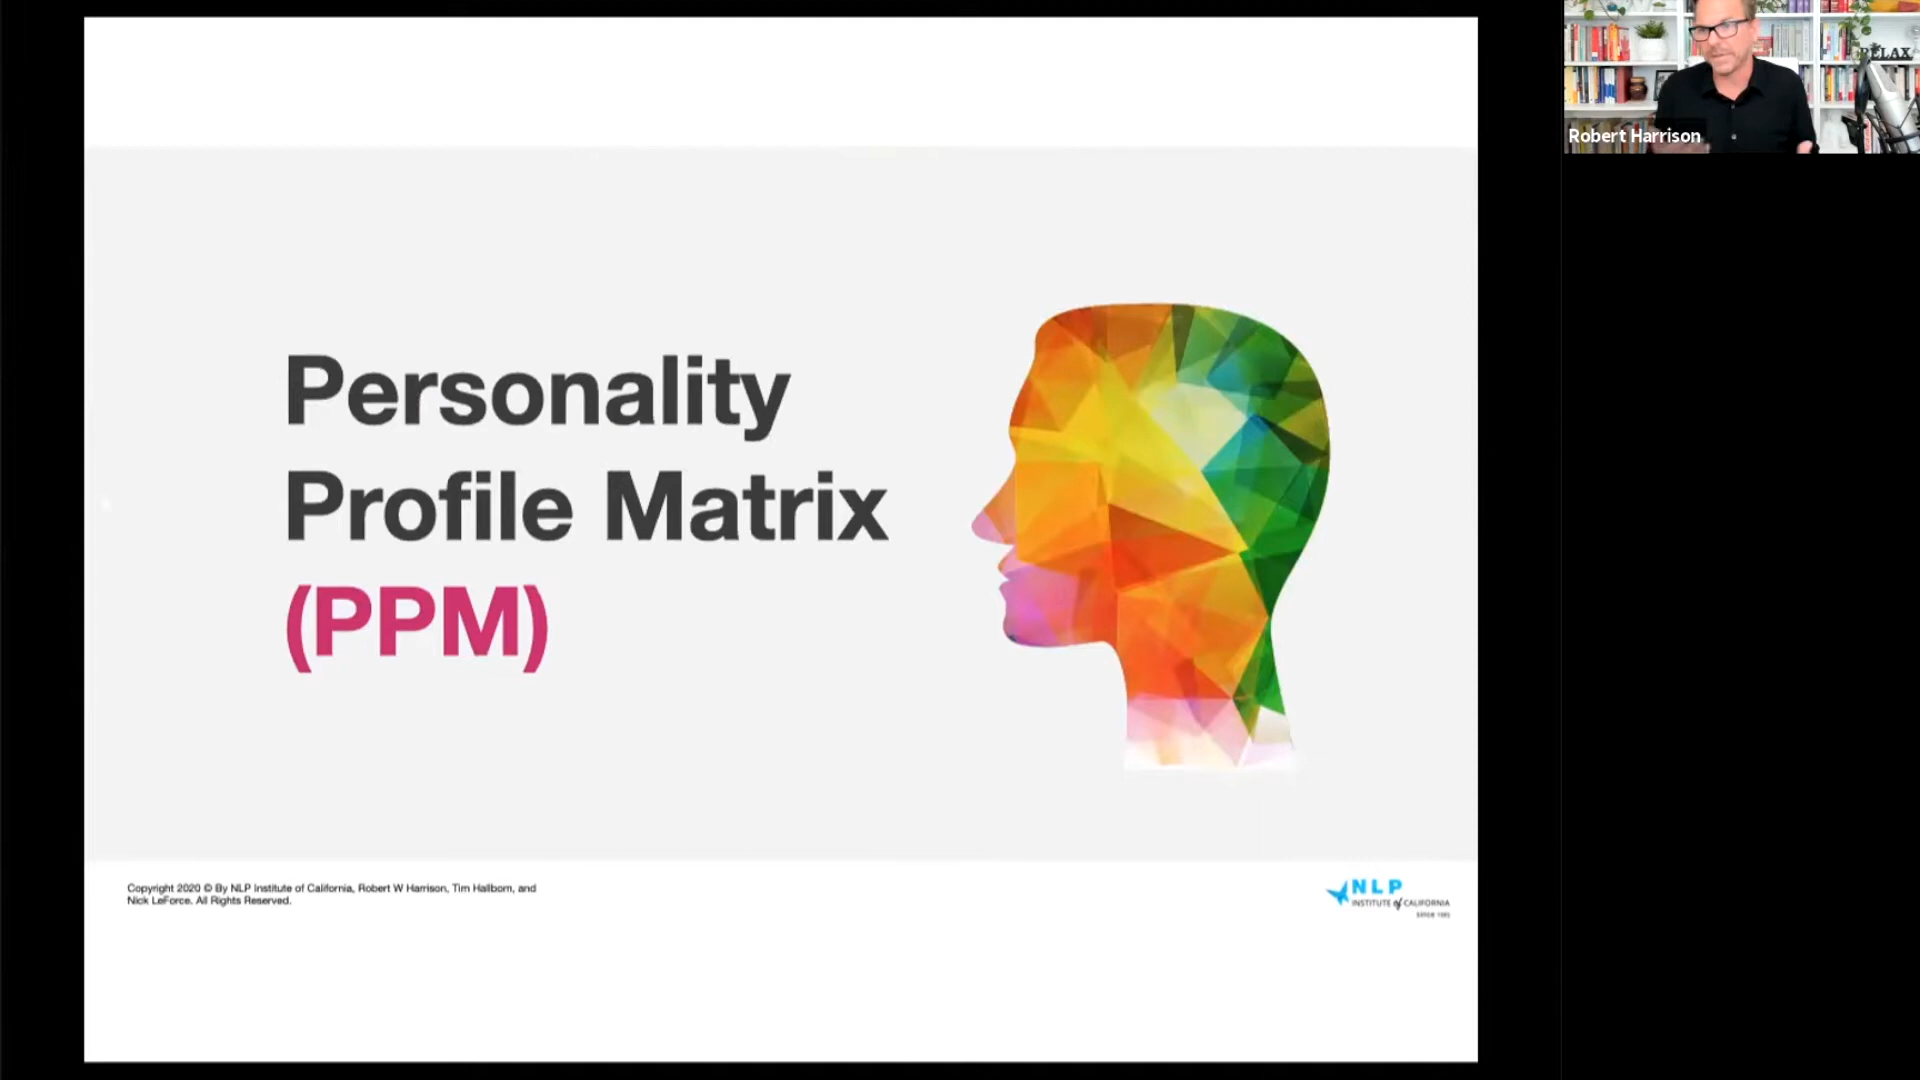 Personality
Profile Matrix
(PPM)
Copyright 2020 © By NLP Institute of California, Robert W Harrison, Tim Hallbom, and
Nick LeForce. All Rights Reserved.
NLP
INSTITUTE of CALIFORNIA
RELAX
Robert Harrison